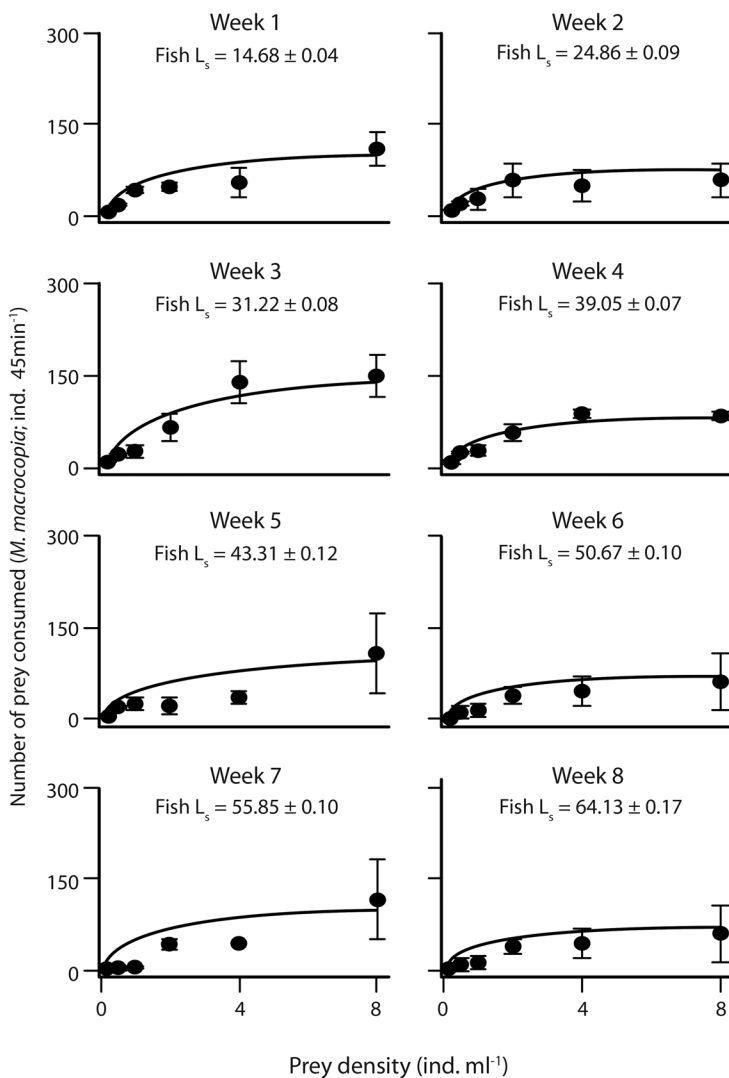 Week 1
Fish Ls = 14.68 ± 0.04
300
150
0
Week 2
Fish Ls = 24.86 ± 0.09
Week 3
Fish Ls = 31.22 ± 0.08
300
150
0
Week 4
Fish Ls = 39.05 ± 0.07
Week 5
Fish Ls = 43.31 ± 0.12
300
150
0
Week 6
Fish Ls = 50.67 ± 0.10
Week 7
Fish Ls = 55.85 ± 0.10
300
150
0
Week 8
Fish Ls = 64.13 ± 0.17
0 4 8
0 4 8
Number of prey consumed (M. macrocopia; ind. 45min⁻¹)
Prey density (ind. ml⁻¹)